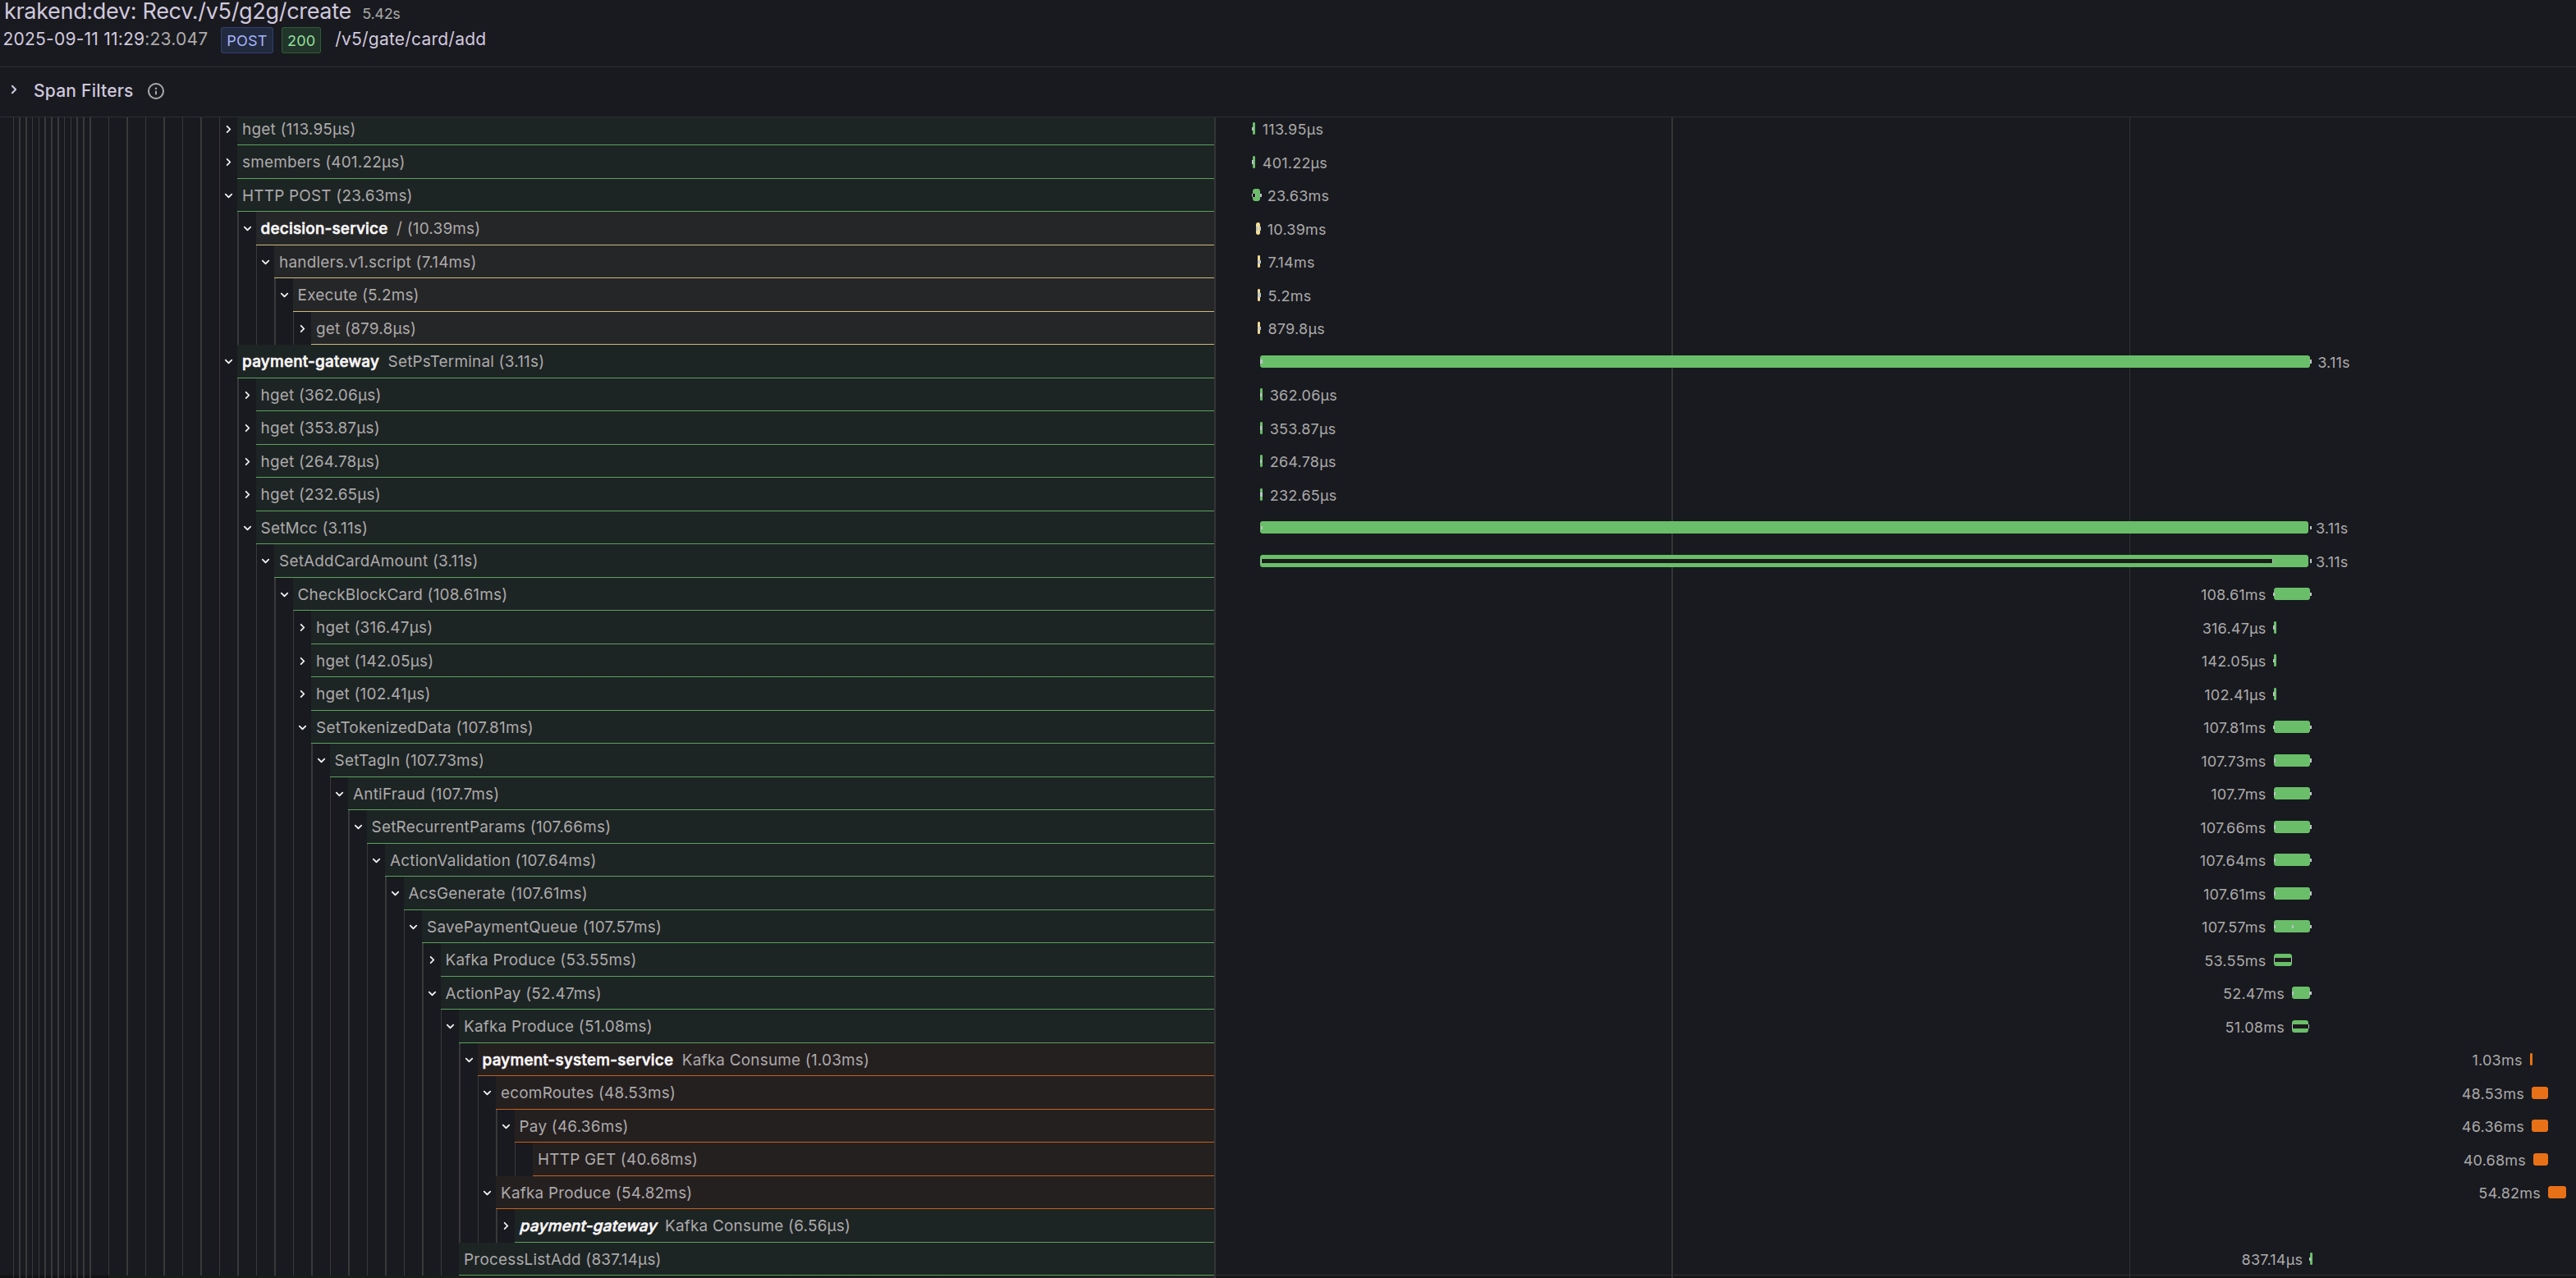 krakend:dev: Recv./v5/g2g/create 5.42s
2025-09-11 11:29:23.047 POST 200 /v5/gate/card/add
Span Filters
hget (113.95μs) 113.95μs
smembers (401.22μs) 401.22μs
HTTP POST (23.63ms) 23.63ms
decision-service / (10.39ms) 10.39ms
handlers.v1.script (7.14ms) 7.14ms
Execute (5.2ms) 5.2ms
get (879.8μs) 879.8μs
payment-gateway SetPsTerminal (3.11s) 3.11s
hget (362.06μs) 362.06μs
hget (353.87μs) 353.87μs
hget (264.78μs) 264.78μs
hget (232.65μs) 232.65μs
SetMcc (3.11s) 3.11s
SetAddCardAmount (3.11s) 3.11s
CheckBlockCard (108.61ms) 108.61ms
hget (316.47μs) 316.47μs
hget (142.05μs) 142.05μs
hget (102.41μs) 102.41μs
SetTokenizedData (107.81ms) 107.81ms
SetTagIn (107.73ms) 107.73ms
AntiFraud (107.7ms) 107.7ms
SetRecurrentParams (107.66ms) 107.66ms
ActionValidation (107.64ms) 107.64ms
AcsGenerate (107.61ms) 107.61ms
SavePaymentQueue (107.57ms) 107.57ms
Kafka Produce (53.55ms) 53.55ms
ActionPay (52.47ms) 52.47ms
Kafka Produce (51.08ms) 51.08ms
payment-system-service Kafka Consume (1.03ms) 1.03ms
ecomRoutes (48.53ms) 48.53ms
Pay (46.36ms) 46.36ms
HTTP GET (40.68ms) 40.68ms
Kafka Produce (54.82ms) 54.82ms
payment-gateway Kafka Consume (6.56μs)
ProcessListAdd (837.14μs) 837.14μs